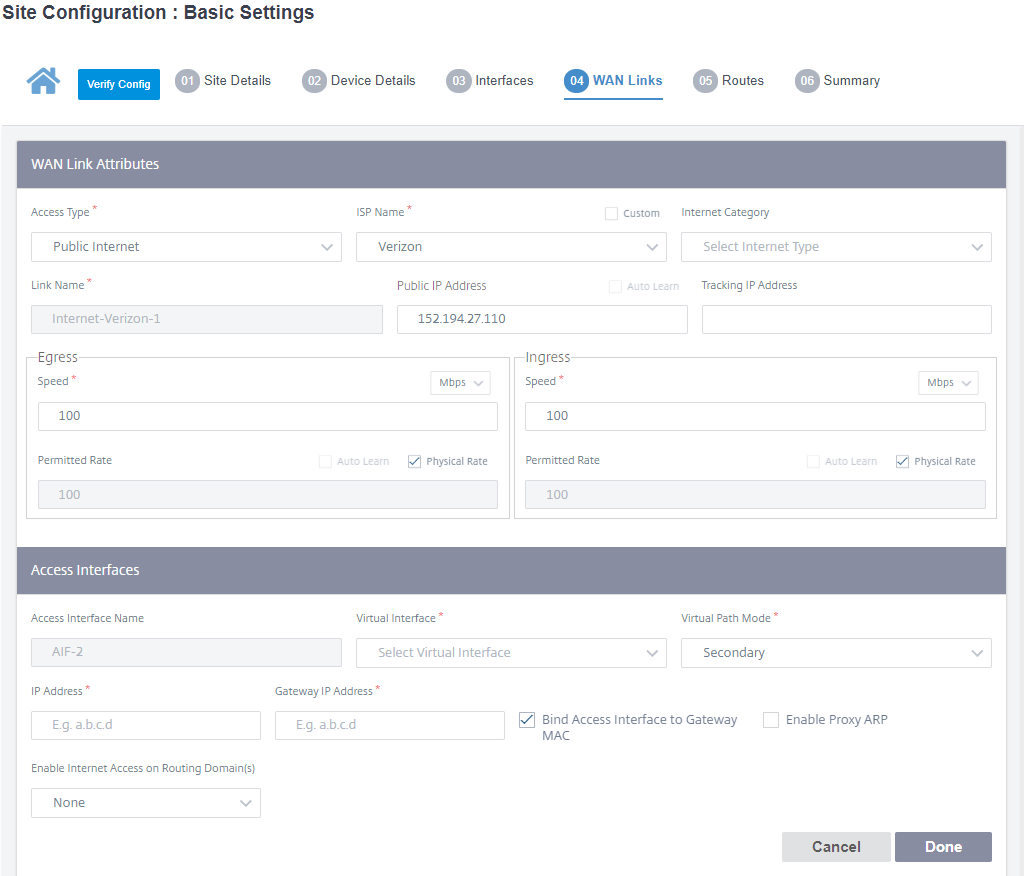 Site Configuration : Basic Settings
Verify Config
01 Site Details
02 Device Details
03 Interfaces
04 WAN Links
05 Routes
06 Summary
WAN Link Attributes
Access Type *
ISP Name *
Custom
Internet Category
Public Internet
Verizon
Select Internet Type
Link Name *
Public IP Address
Auto Learn
Tracking IP Address
Internet-Verizon-1
152.194.27.110
Egress
Speed *
Mbps
100
Permitted Rate
Auto Learn
Physical Rate
100
Ingress
Speed *
Mbps
100
Permitted Rate
Auto Learn
Physical Rate
100
Access Interfaces
Access Interface Name
Virtual Interface *
Virtual Path Mode *
AIF-2
Select Virtual Interface
Secondary
IP Address *
Gateway IP Address *
E.g. a.b.c.d
E.g. a.b.c.d
Bind Access Interface to Gateway
MAC
Enable Proxy ARP
Enable Internet Access on Routing Domain(s)
None
Cancel
Done